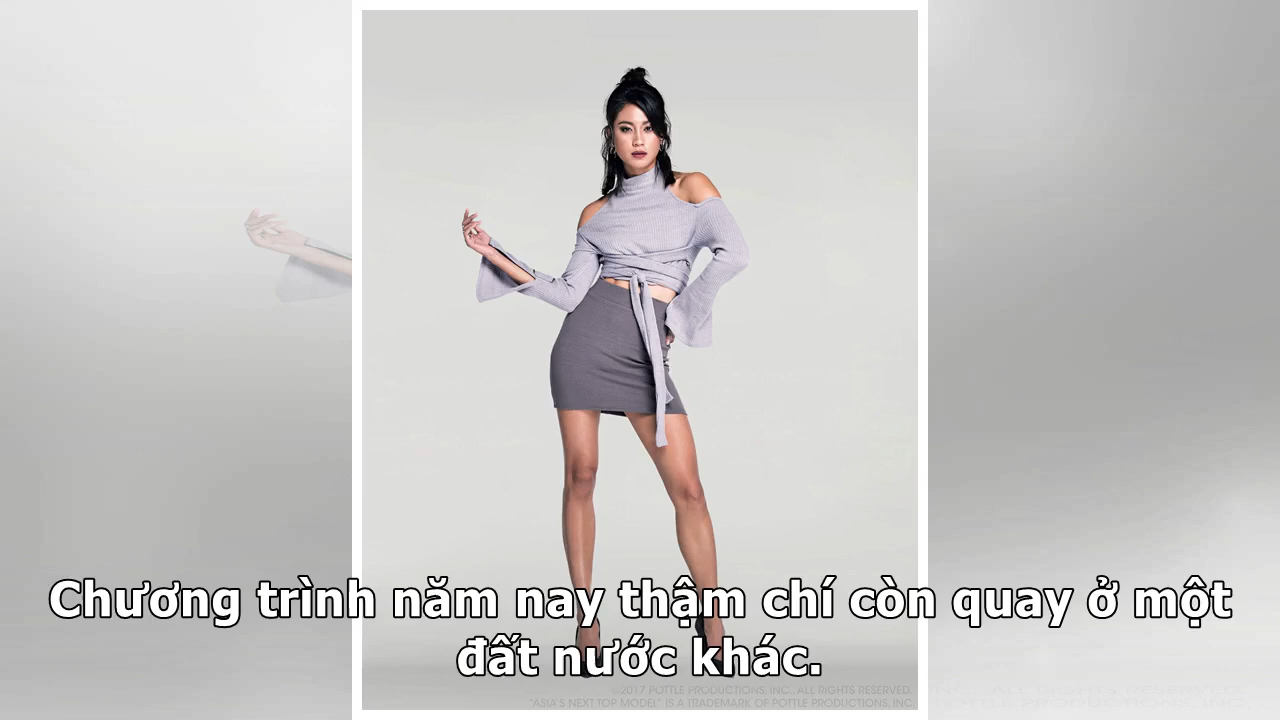 Chương trình năm nay thậm chí còn quay ở một
đất nước khác.
©2017 POTTLE PRODUCTIONS, INC., ALL RIGHTS RESERVED.
"ASIA'S NEXT TOP MODEL" IS A TRADEMARK OF POTTLE PRODUCTIONS, INC.